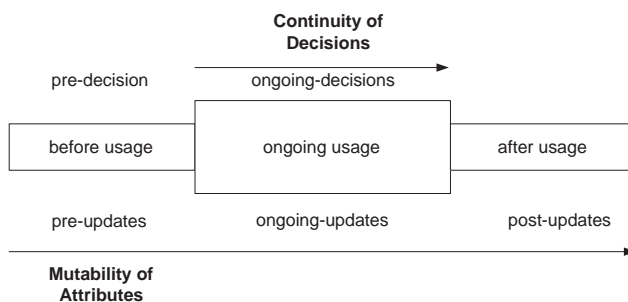 Continuity of
Decisions
pre-decision ongoing-decisions
before usage ongoing usage after usage
pre-updates ongoing-updates post-updates
Mutability of
Attributes